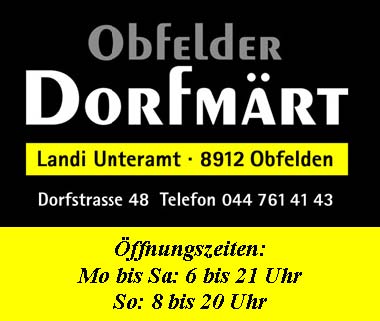 Obfelder
DORFMÄRT
Landi Unteramt · 8912 Obfelden
Dorfstrasse 48 Telefon 044 761 41 43
Öffnungszeiten:
Mo bis Sa: 6 bis 21 Uhr
So: 8 bis 20 Uhr